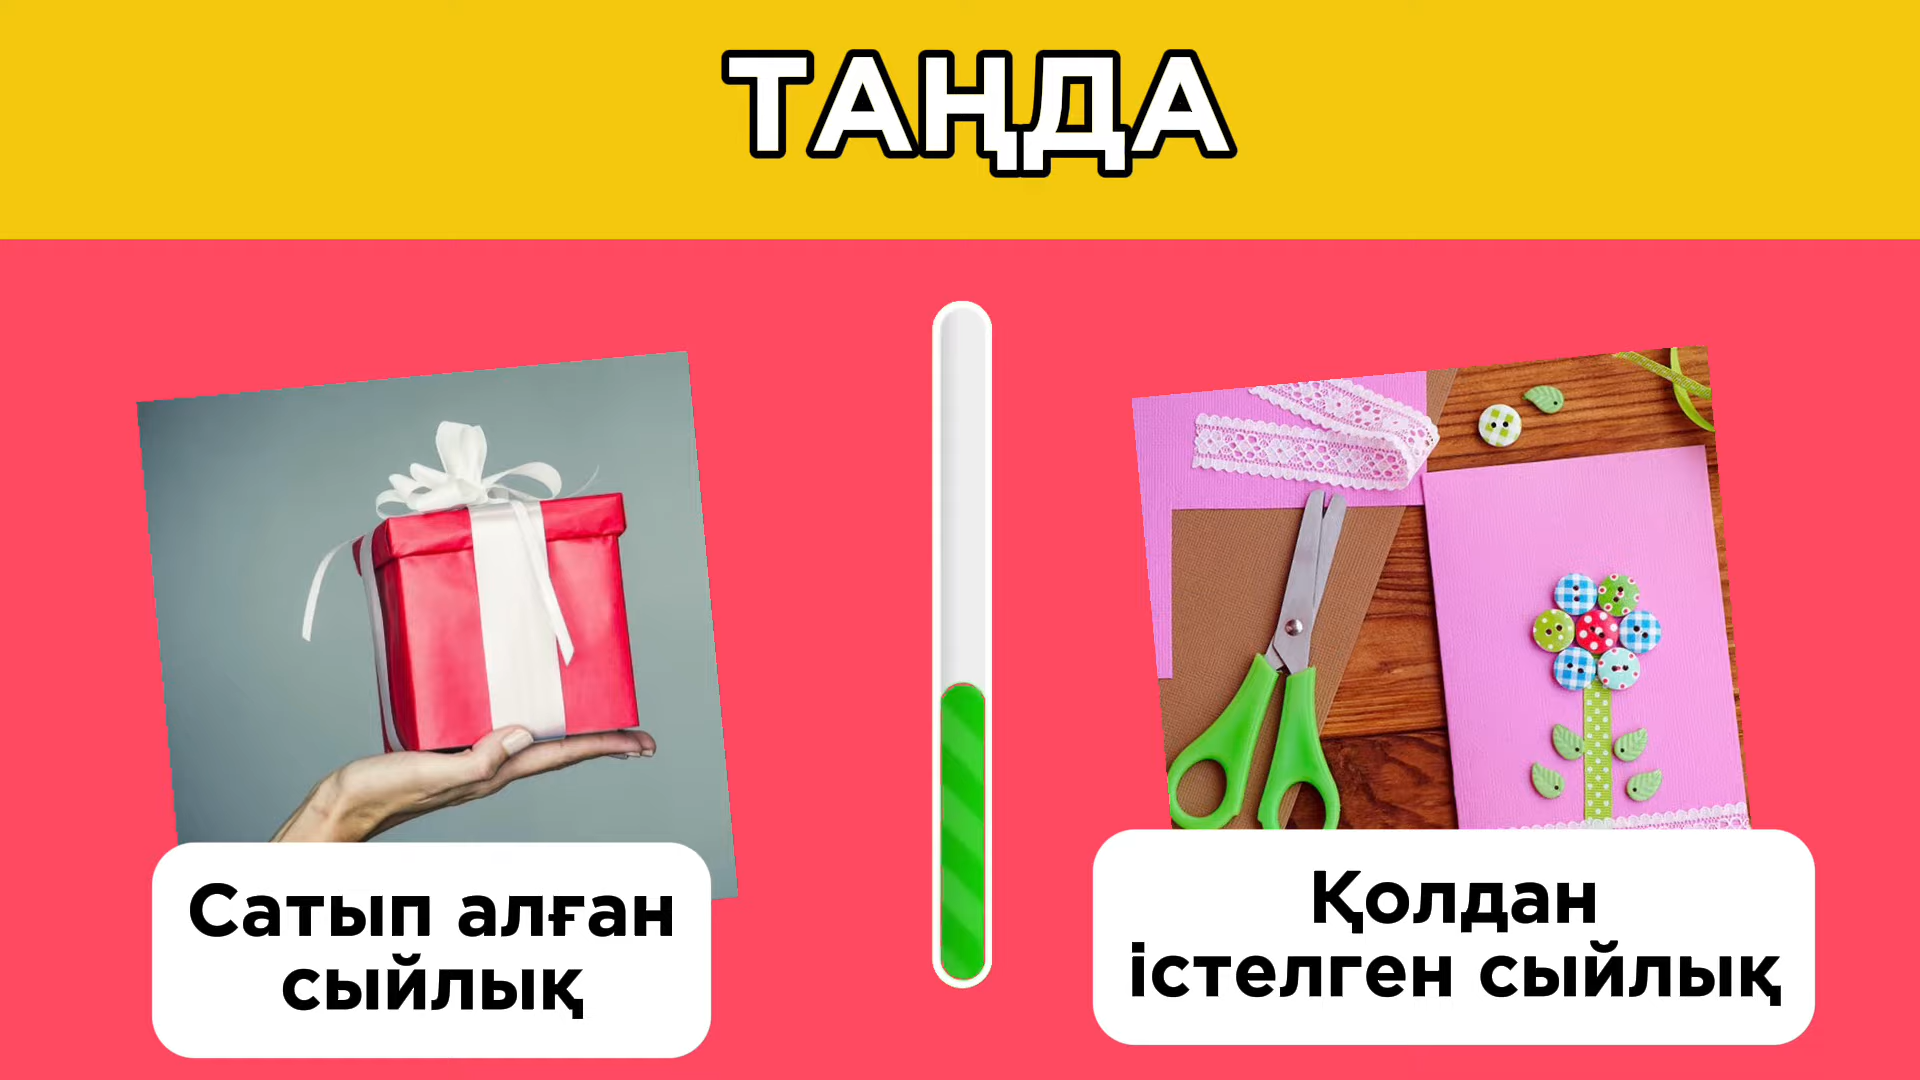 ТАҢДА
Сатып алған
сыйлық
Қолдан
істелген сыйлық